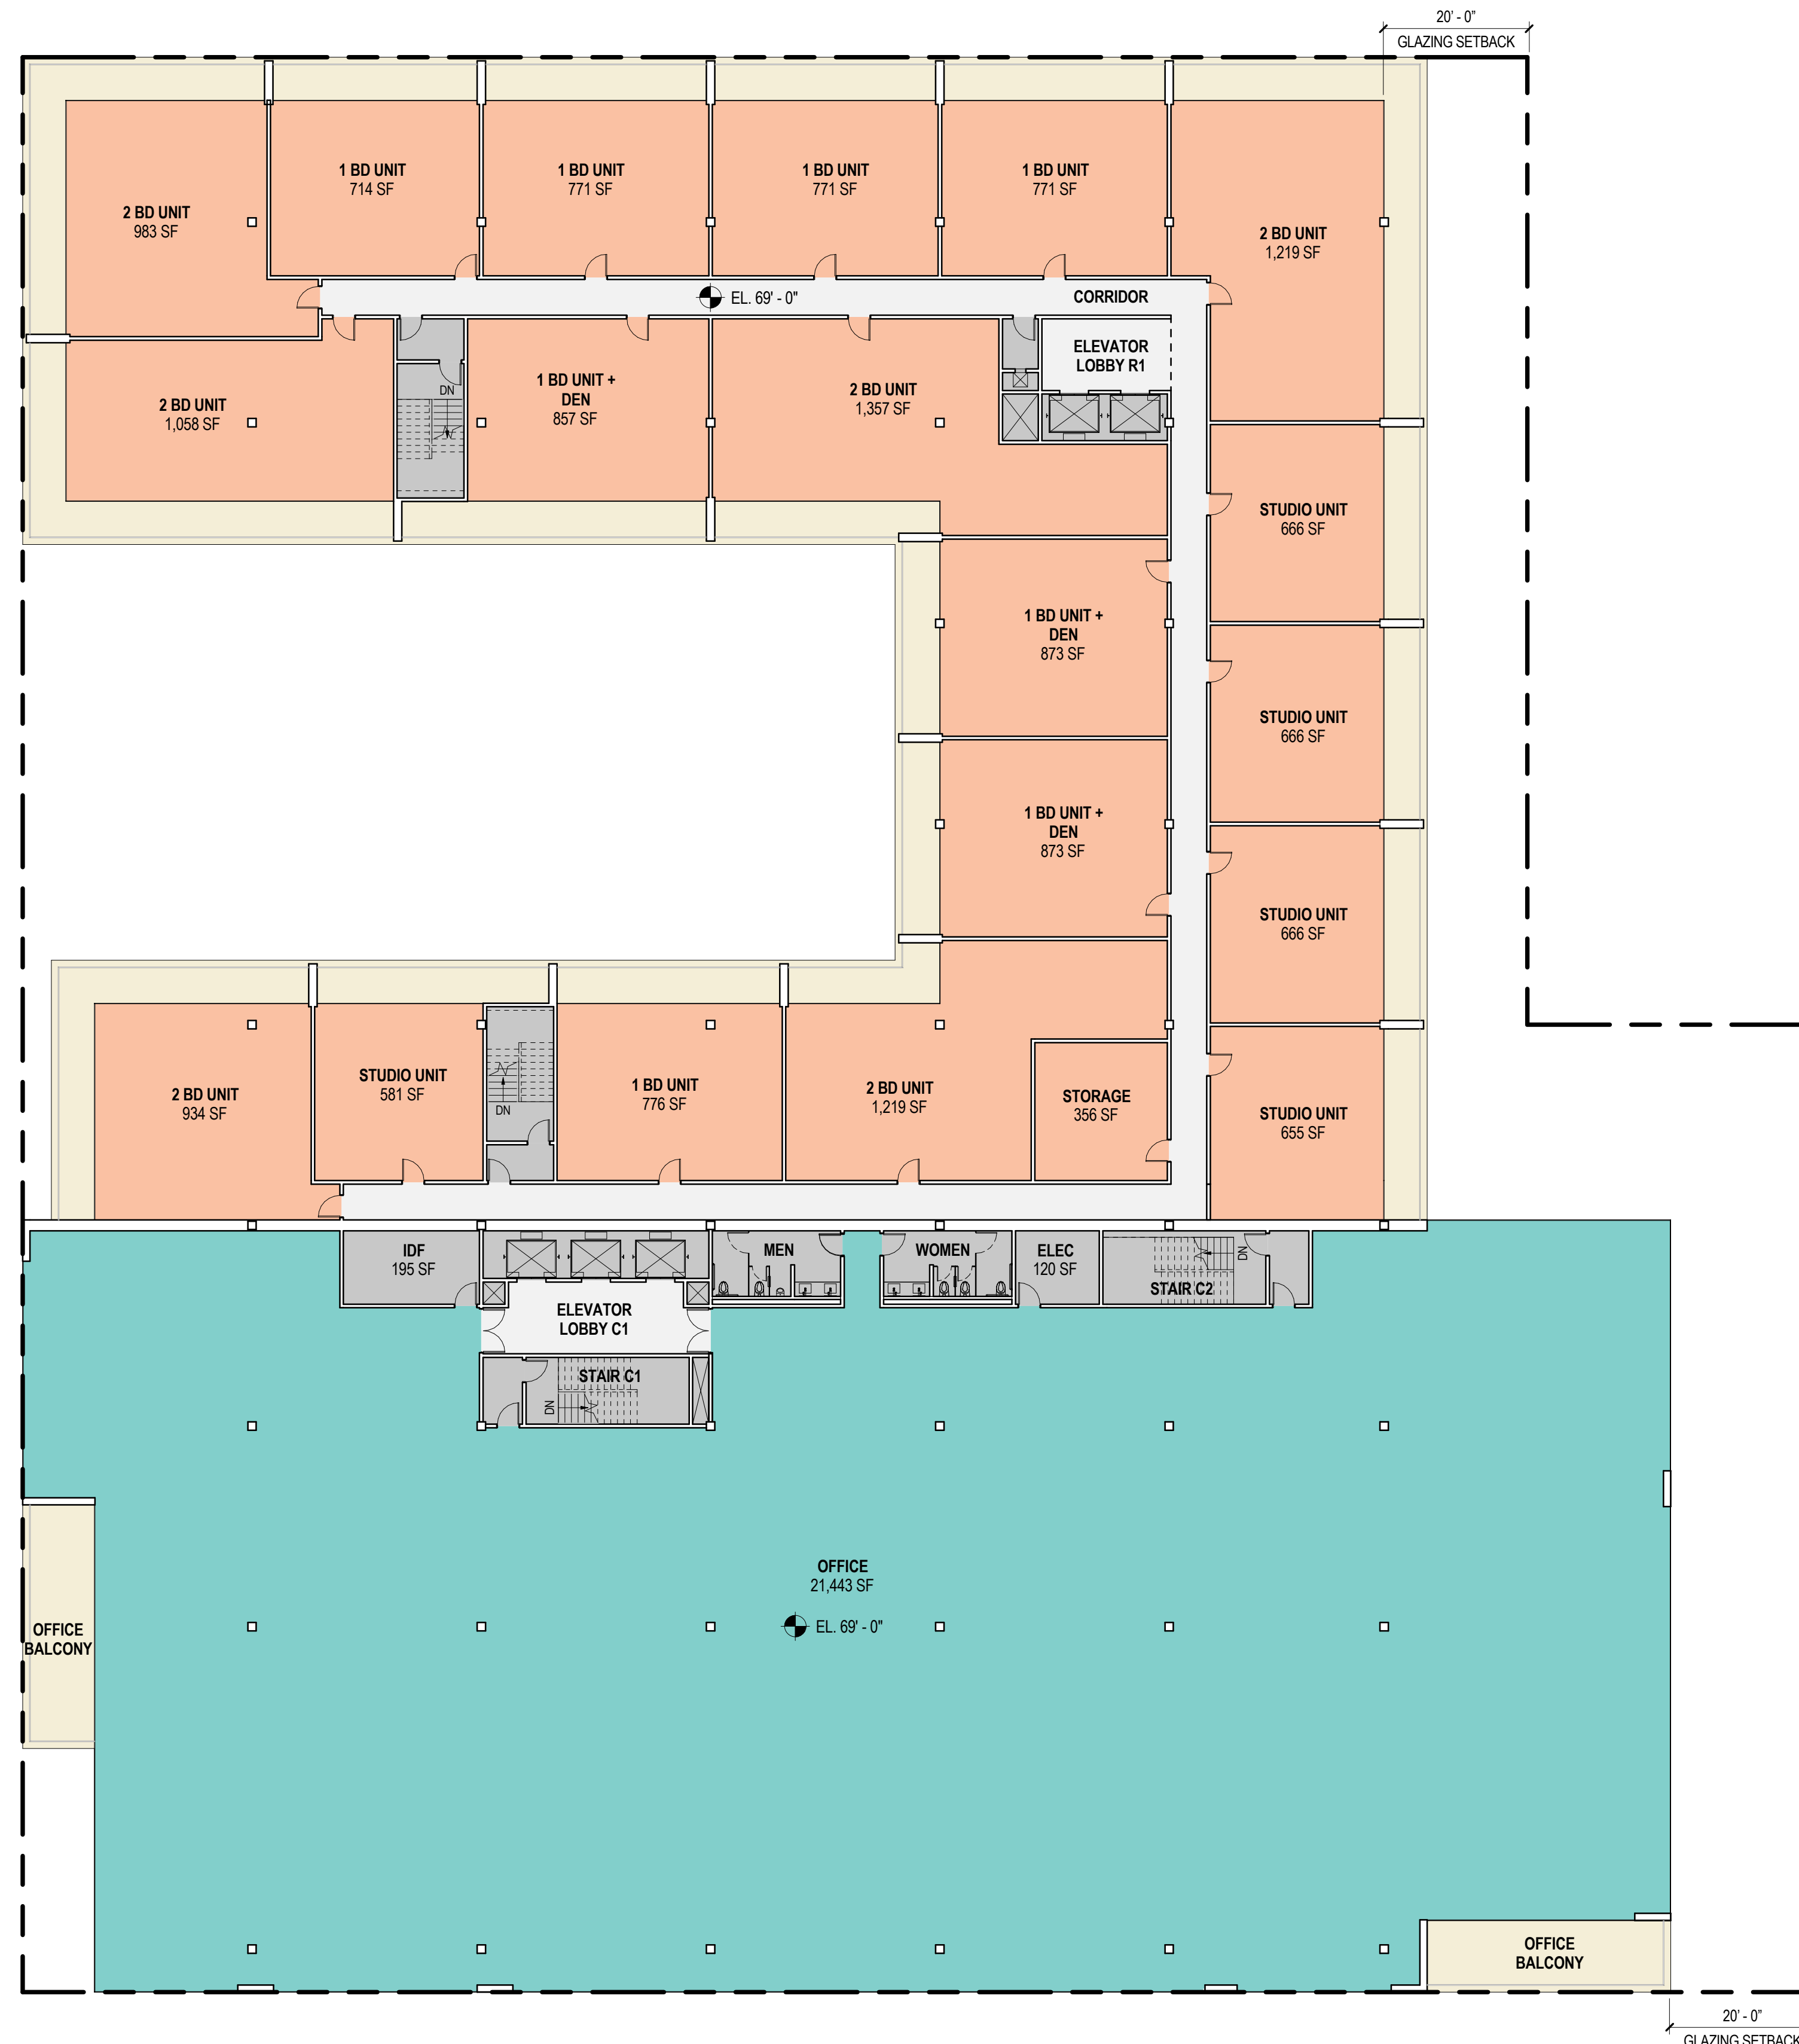 20' - 0"
GLAZING SETBACK
1 BD UNIT
714 SF
1 BD UNIT
771 SF
1 BD UNIT
771 SF
1 BD UNIT
771 SF
2 BD UNIT
983 SF
2 BD UNIT
1,219 SF
EL. 69' - 0"
CORRIDOR
ELEVATOR
LOBBY R1
2 BD UNIT
1,058 SF
DN
1 BD UNIT +
DEN
857 SF
2 BD UNIT
1,357 SF
STUDIO UNIT
666 SF
1 BD UNIT +
DEN
873 SF
STUDIO UNIT
666 SF
1 BD UNIT +
DEN
873 SF
STUDIO UNIT
666 SF
2 BD UNIT
934 SF
STUDIO UNIT
581 SF
DN
1 BD UNIT
776 SF
2 BD UNIT
1,219 SF
STORAGE
356 SF
STUDIO UNIT
655 SF
IDF
195 SF
MEN
WOMEN
ELEC
120 SF
DN
STAIR C2
ELEVATOR
LOBBY C1
STAIR C1
DN
OFFICE
21,443 SF
EL. 69' - 0"
OFFICE
BALCONY
OFFICE
BALCONY
20' - 0"
GLAZING SETBACK